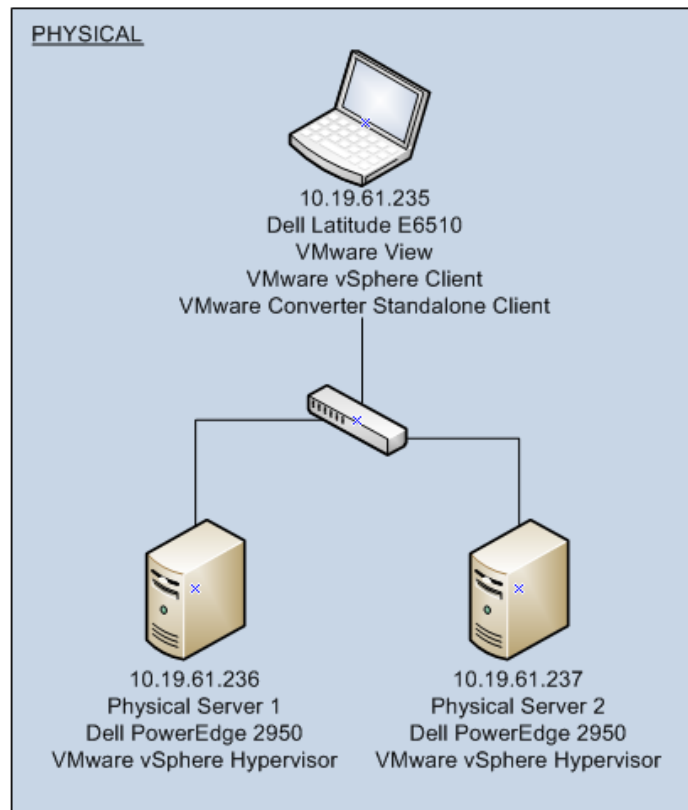 PHYSICAL
10.19.61.235
Dell Latitude E6510
VMware View
VMware vSphere Client
VMware Converter Standalone Client
10.19.61.236
Physical Server 1
Dell PowerEdge 2950
VMware vSphere Hypervisor
10.19.61.237
Physical Server 2
Dell PowerEdge 2950
VMware vSphere Hypervisor